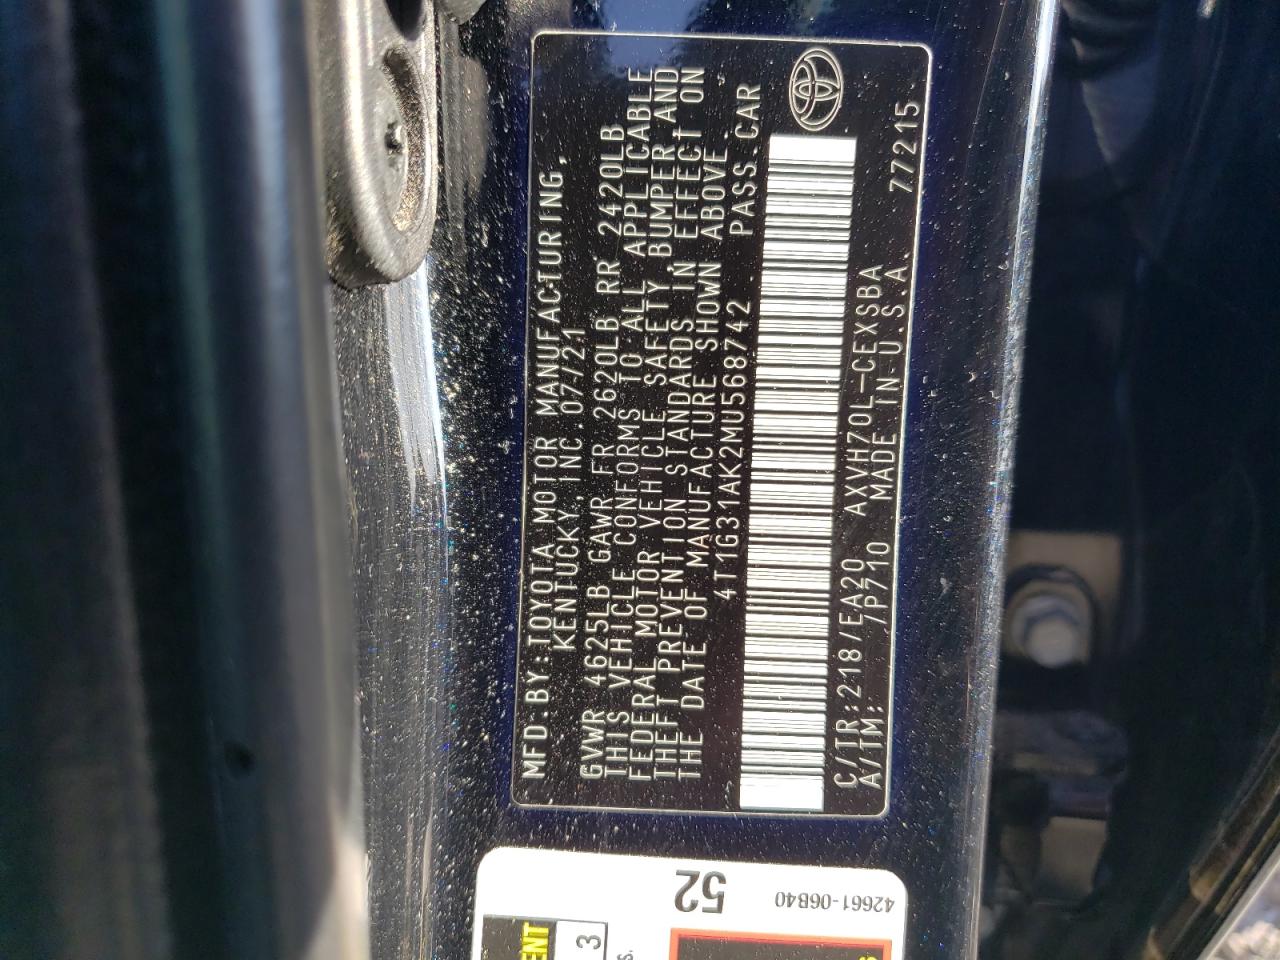 MFD.BY:TOYOTA MOTOR MANUFACTURING
KENTUCKY, INC. 07/21
GVWR 4625LB GAWR FR 2620LB RR 2420LB
THIS VEHICLE CONFORMS TO ALL APPLICABLE
FEDERAL MOTOR VEHICLE SAFETY BUMPER AND
THEFT PREVENTION STANDARDS IN EFFECT ON
THE DATE OF MANUFACTURE SHOWN ABOVE.
4T1G31AK2MU568742 PASS.CAR
C/TR:218/EA20 AXVH70L-CEXSBA
A/TM: /P710 MADE IN U.S.A. 77215
52
42661-06B40
ENT
3
s.
S